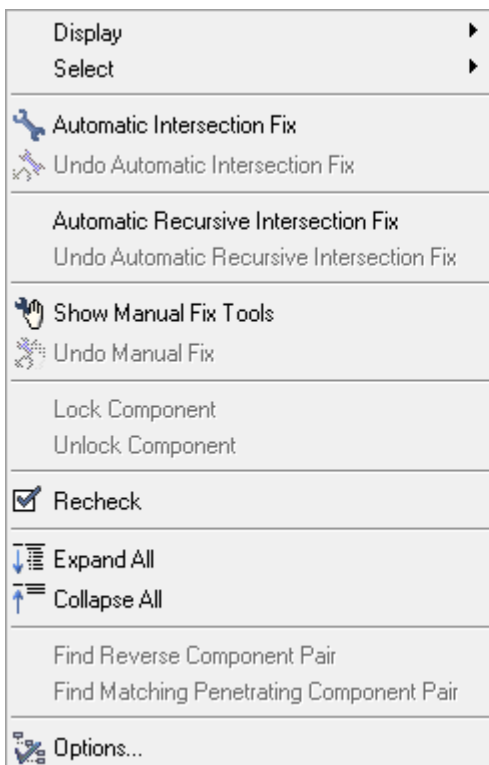 Display
Select
Automatic Intersection Fix
Undo Automatic Intersection Fix
Automatic Recursive Intersection Fix
Undo Automatic Recursive Intersection Fix
Show Manual Fix Tools
Undo Manual Fix
Lock Component
Unlock Component
Recheck
Expand All
Collapse All
Find Reverse Component Pair
Find Matching Penetrating Component Pair
Options...